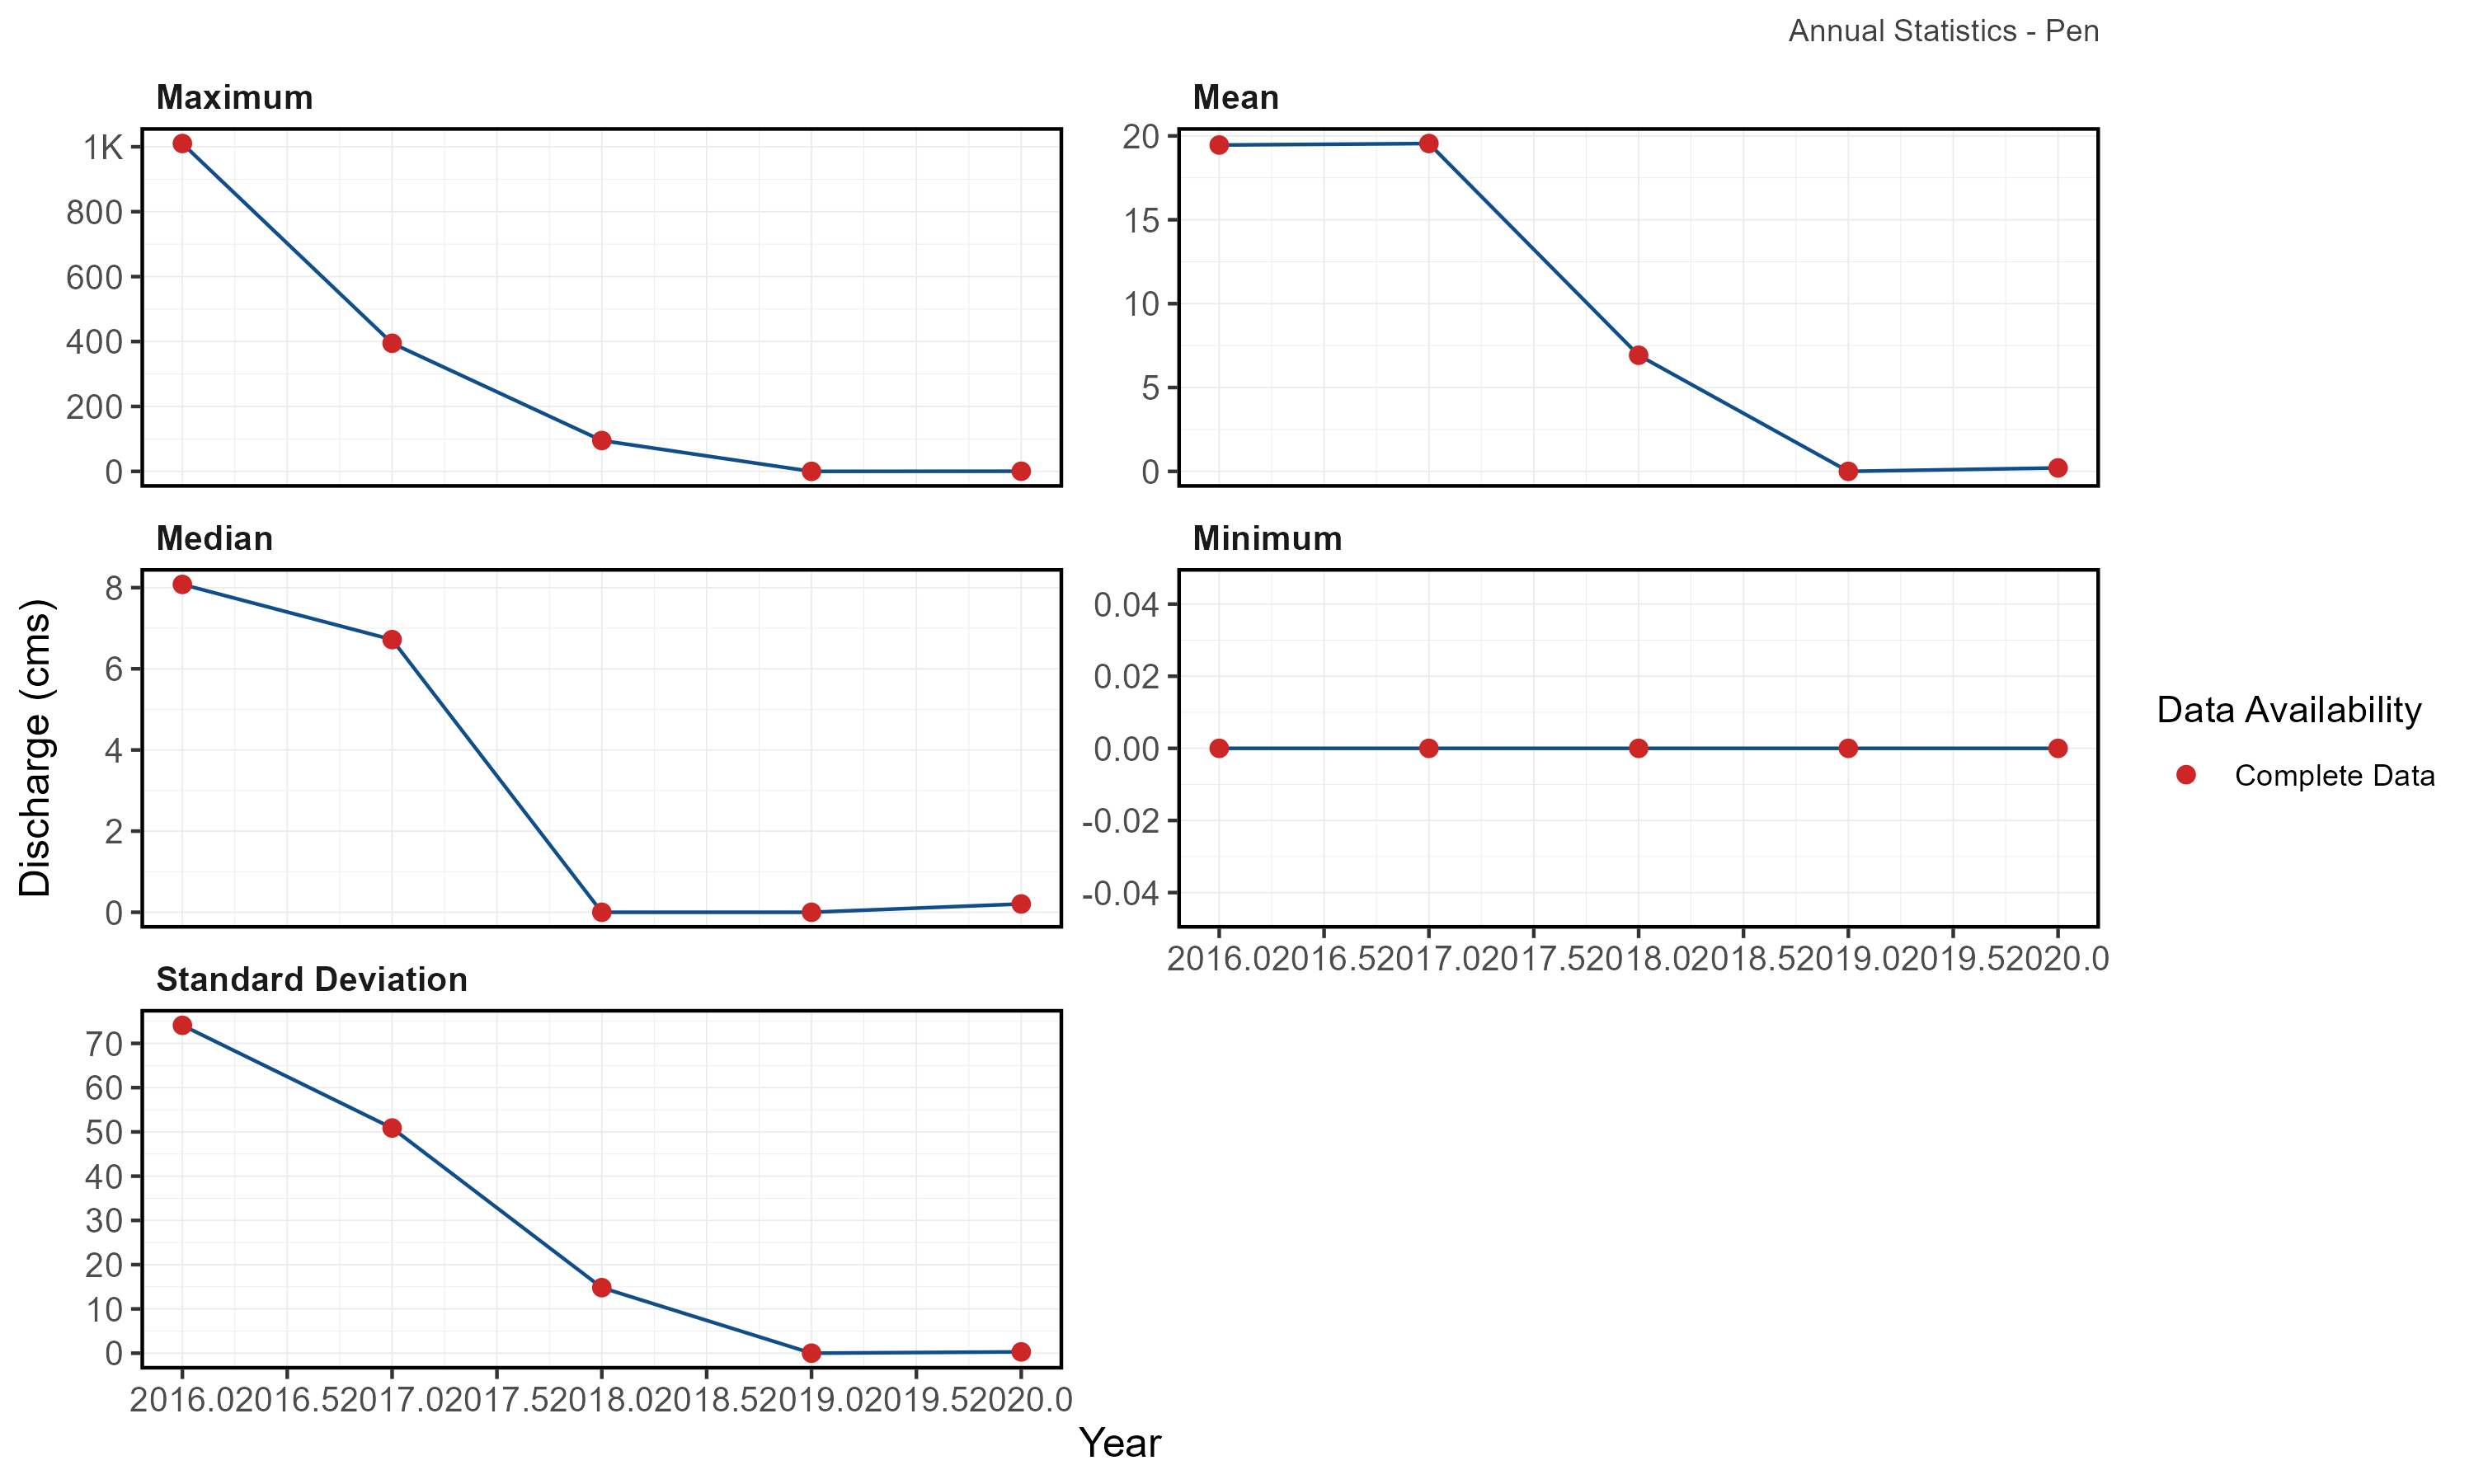 Annual Statistics - Pen
Maximum
1K
800
600
400
200
0
Mean
20
15
10
5
0
Median
8
6
4
2
0
Minimum
0.04
0.02
0.00
-0.02
-0.04
2016.02016.52017.02017.52018.02018.52019.02019.52020.0
Standard Deviation
70
60
50
40
30
20
10
0
2016.02016.52017.02017.52018.02018.52019.02019.52020.0
Discharge (cms)
Year
Data Availability
Complete Data